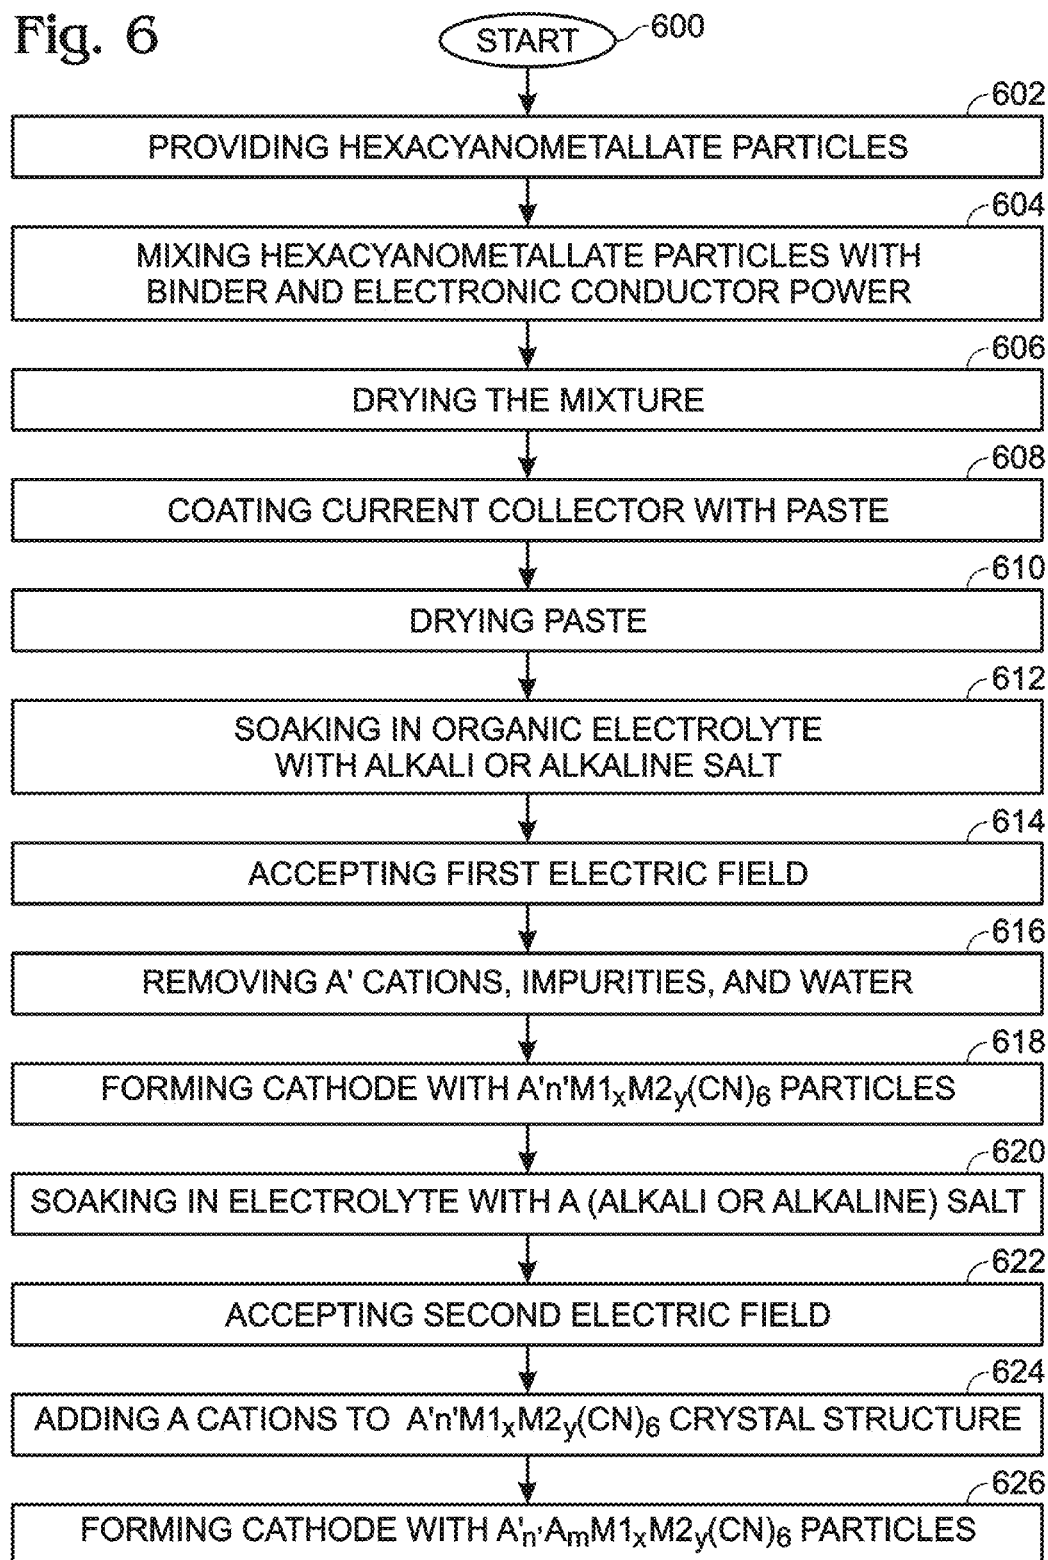 Fig. 6
START
600
602
PROVIDING HEXACYANOMETALLATE PARTICLES
604
MIXING HEXACYANOMETALLATE PARTICLES WITH
BINDER AND ELECTRONIC CONDUCTOR POWER
606
DRYING THE MIXTURE
608
COATING CURRENT COLLECTOR WITH PASTE
610
DRYING PASTE
612
SOAKING IN ORGANIC ELECTROLYTE
WITH ALKALI OR ALKALINE SALT
614
ACCEPTING FIRST ELECTRIC FIELD
616
REMOVING A' CATIONS, IMPURITIES, AND WATER
618
FORMING CATHODE WITH A'n'M1ₓM2ᵧ(CN)₆ PARTICLES
620
SOAKING IN ELECTROLYTE WITH A (ALKALI OR ALKALINE) SALT
622
ACCEPTING SECOND ELECTRIC FIELD
624
ADDING A CATIONS TO A'n'M1ₓM2ᵧ(CN)₆ CRYSTAL STRUCTURE
626
FORMING CATHODE WITH A'ₙ'AₘM1ₓM2ᵧ(CN)₆ PARTICLES